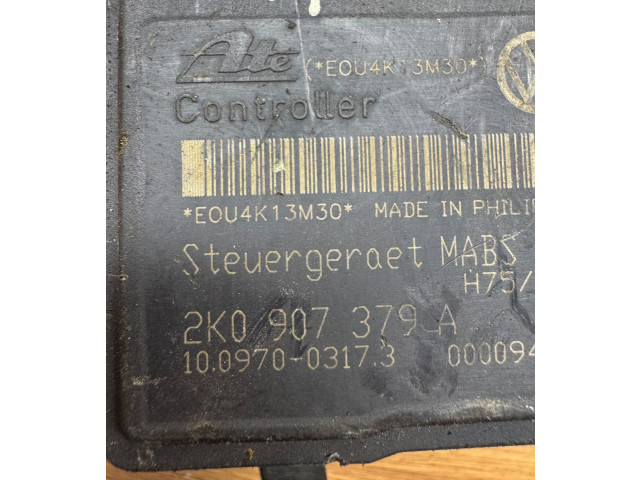 Ate (*EOU4K13M30*)
Controller
*EOU4K13M30* MADE IN PHILI
Steuergeraet MABS
H75/
2K0 907 379 A
10.0970-0317.3 000094